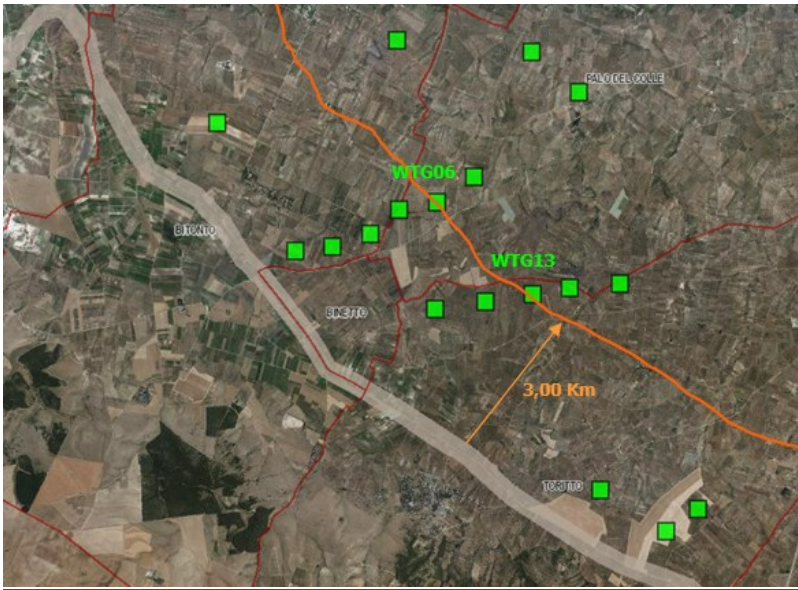 PALO DEL COLLE
WTG06
BITONTO
WTG13
BINETTO
3,00 Km
TORITTO